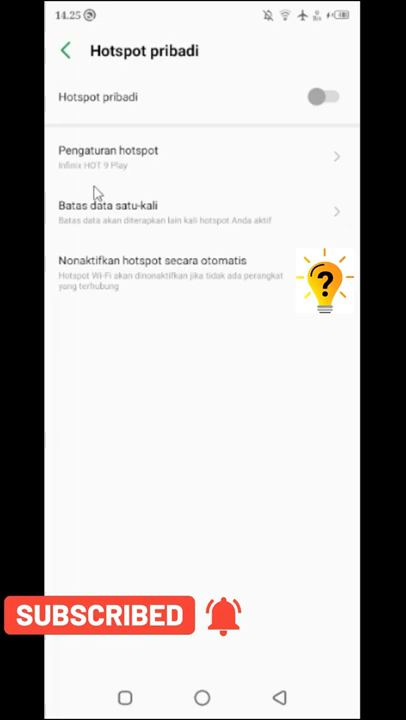 14.25
Hotspot pribadi
Hotspot pribadi
Pengaturan hotspot
Infinix HOT 9 Play
Batas data satu-kali
Batas data akan diterapkan lain kali hotspot Anda aktif
Nonaktifkan hotspot secara otomatis
Hotspot Wi-Fi akan dinonaktifkan jika tidak ada perangkat
yang terhubung
?
SUBSCRIBED